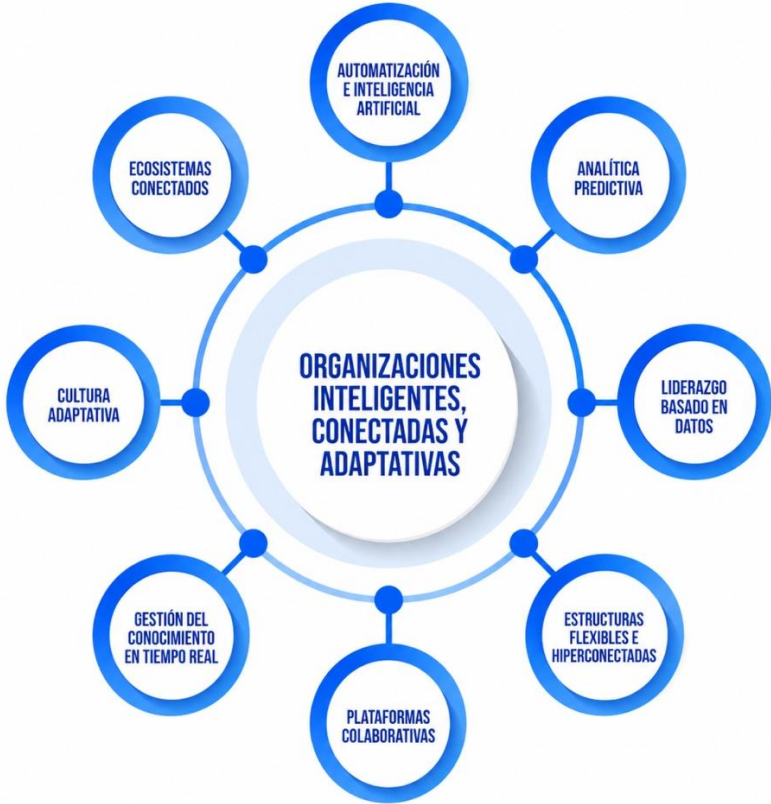 AUTOMATIZACIÓN
E INTELIGENCIA
ARTIFICIAL
ANALÍTICA
PREDICTIVA
LIDERAZGO
BASADO EN
DATOS
ESTRUCTURAS
FLEXIBLES E
HIPERCONECTADAS
PLATAFORMAS
COLABORATIVAS
GESTIÓN DEL
CONOCIMIENTO
EN TIEMPO REAL
CULTURA
ADAPTATIVA
ECOSISTEMAS
CONECTADOS
ORGANIZACIONES
INTELIGENTES,
CONECTADAS Y
ADAPTATIVAS